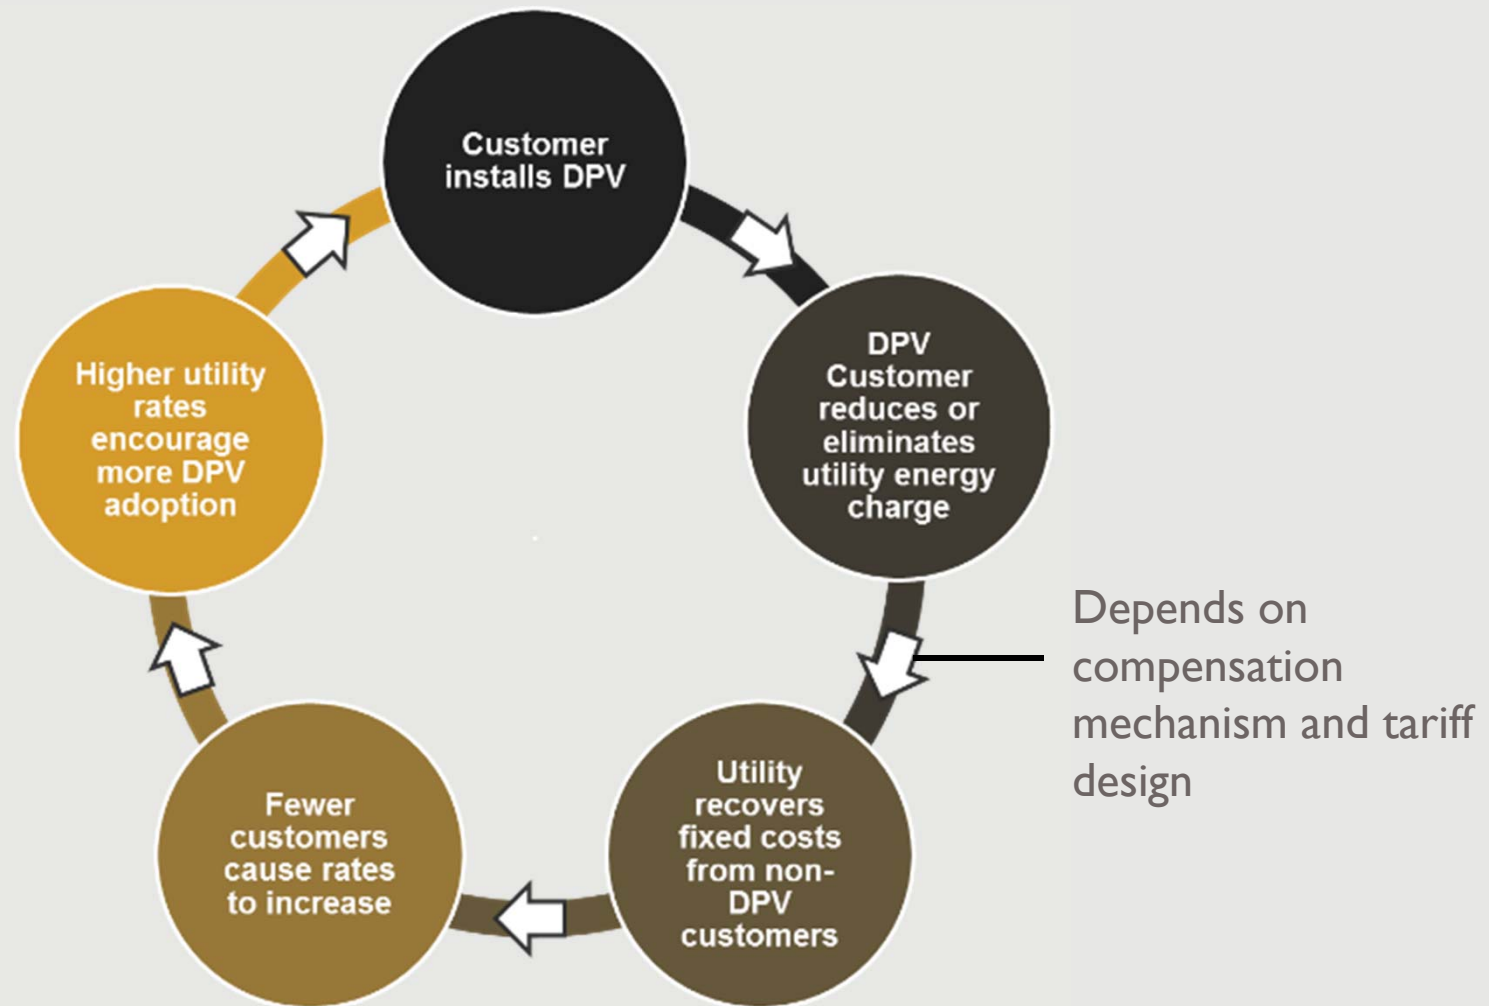 Customer
installs DPV
DPV
Customer
reduces or
eliminates
utility energy
charge
Depends on
compensation
mechanism and tariff
design
Utility
recovers
fixed costs
from non-
DPV
customers
Fewer
customers
cause rates
to increase
Higher utility
rates
encourage
more DPV
adoption